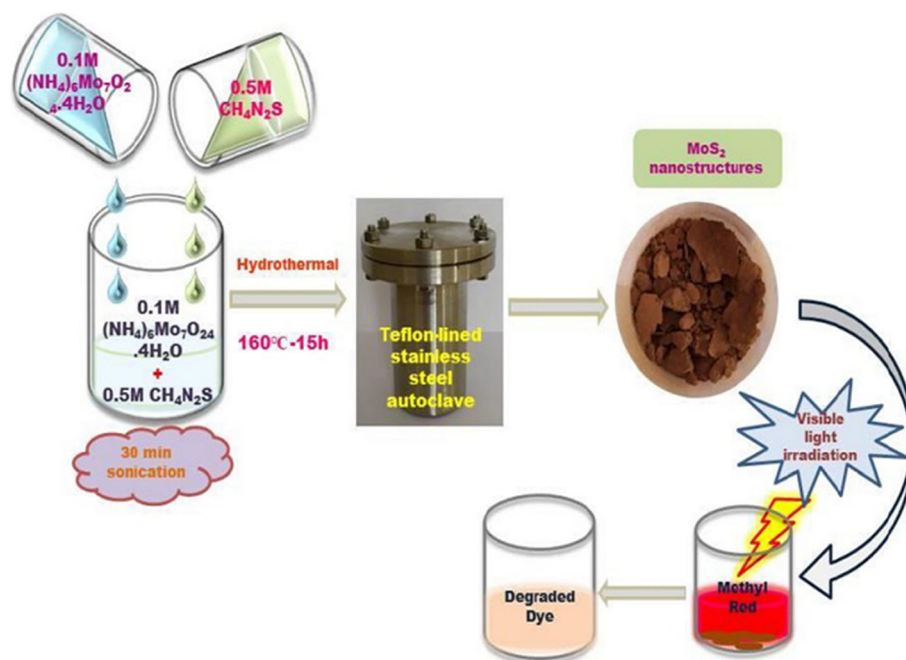 0.1M
(NH₄)₆Mo₇O₂
₄.4H₂O
0.5M
CH₄N₂S
MoS₂
nanostructures
Hydrothermal
160℃-15h
0.1M
(NH₄)₆Mo₇O₂₄
.4H₂O
+
0.5M CH₄N₂S
Teflon-lined
stainless
steel
autoclave
30 min
sonication
Visible
light
irradiation
Methyl
Red
Degraded
Dye